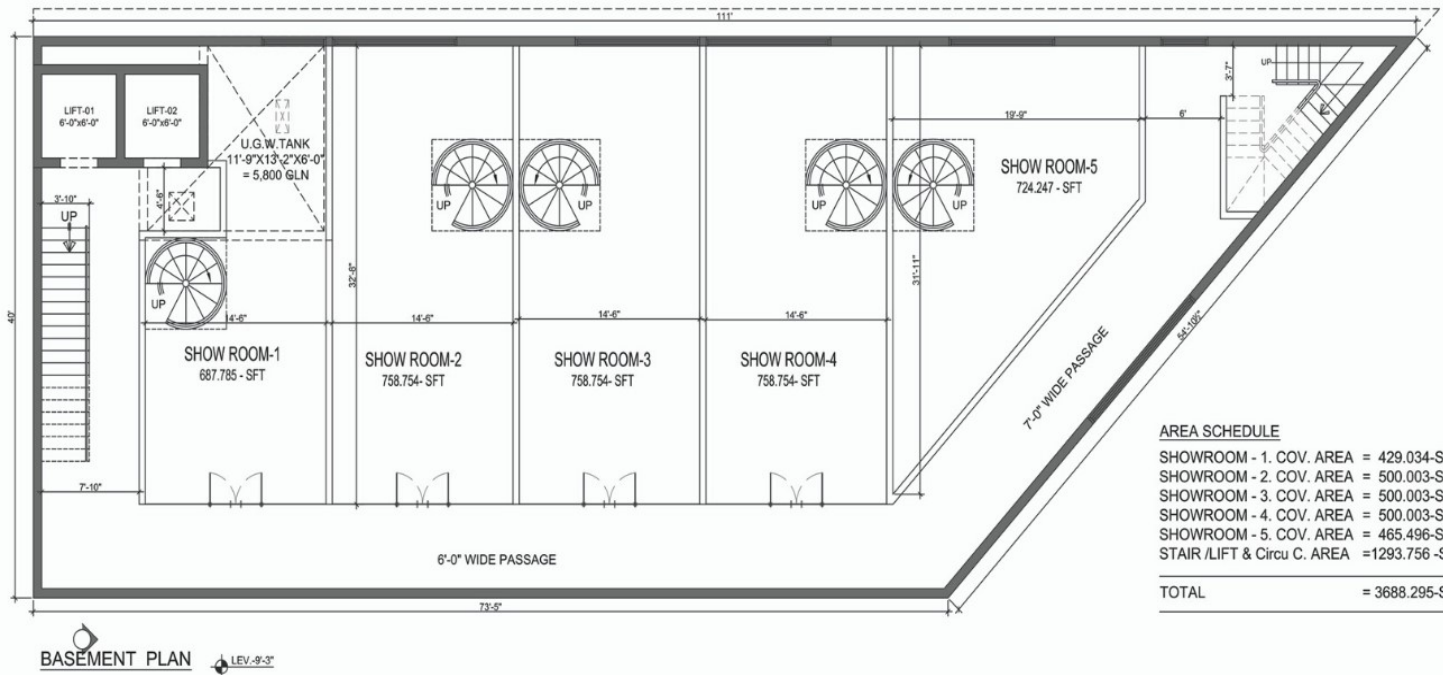 111'
40'
LIFT-01
6'-0"x6'-0"
LIFT-02
6'-0"x6'-0"
U.G.W.TANK
11'-9"X13'-2"X6'-0"
= 5,800 GLN
3'-10"
UP
4'-6"
UP
32'-6"
UP
UP
UP
UP
31'-11"
19'-9"
6'
3'-7"
UP
SHOW ROOM-5
724.247 - SFT
14'-6"
14'-6"
14'-6"
14'-6"
SHOW ROOM-1
687.785 - SFT
SHOW ROOM-2
758.754- SFT
SHOW ROOM-3
758.754- SFT
SHOW ROOM-4
758.754- SFT
7'-0" WIDE PASSAGE
54'-10½"
7'-10"
6'-0" WIDE PASSAGE
73'-5"
AREA SCHEDULE
SHOWROOM - 1. COV. AREA = 429.034-S
SHOWROOM - 2. COV. AREA = 500.003-S
SHOWROOM - 3. COV. AREA = 500.003-S
SHOWROOM - 4. COV. AREA = 500.003-S
SHOWROOM - 5. COV. AREA = 465.496-S
STAIR /LIFT & Circu C. AREA =1293.756 -S
TOTAL = 3688.295-S
BASEMENT PLAN
LEV.-9'-3"